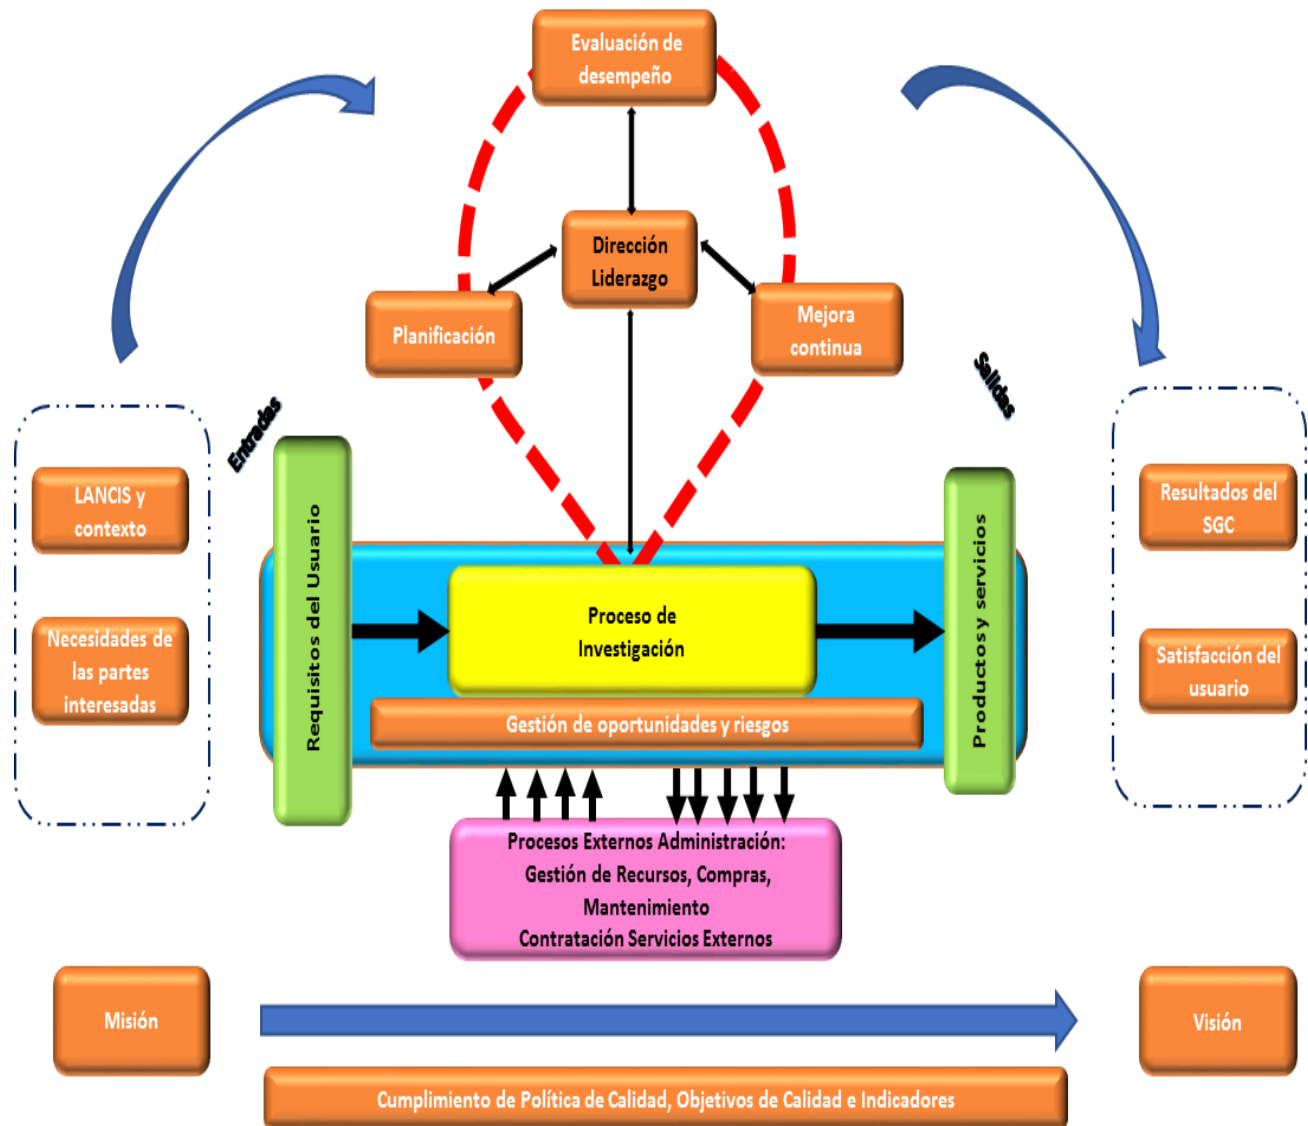 Evaluación de
desempeño
Dirección
Liderazgo
Planificación
Mejora
continua
Entradas
Salidas
LANCIS y
contexto
Necesidades de
las partes
interesadas
Requisitos del Usuario
Proceso de
Investigación
Gestión de oportunidades y riesgos
Productos y servicios
Resultados del
SGC
Satisfacción del
usuario
Procesos Externos Administración:
Gestión de Recursos, Compras,
Mantenimiento
Contratación Servicios Externos
Misión
Visión
Cumplimiento de Política de Calidad, Objetivos de Calidad e Indicadores